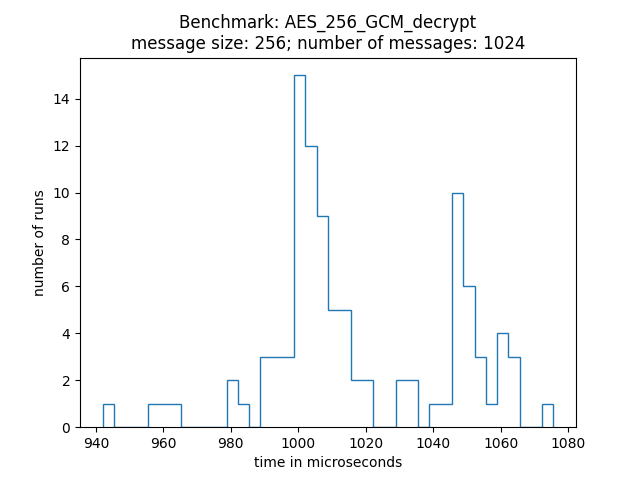 Benchmark: AES_256_GCM_decrypt
message size: 256; number of messages: 1024
14
12
10
8
6
4
2
0
number of runs
940 960 980 1000 1020 1040 1060 1080
time in microseconds